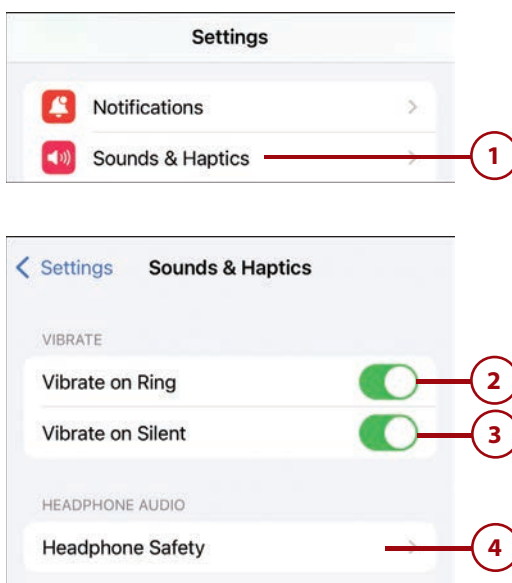 Settings
Notifications
Sounds & Haptics
1
Settings Sounds & Haptics
VIBRATE
Vibrate on Ring
2
Vibrate on Silent
3
HEADPHONE AUDIO
Headphone Safety
4